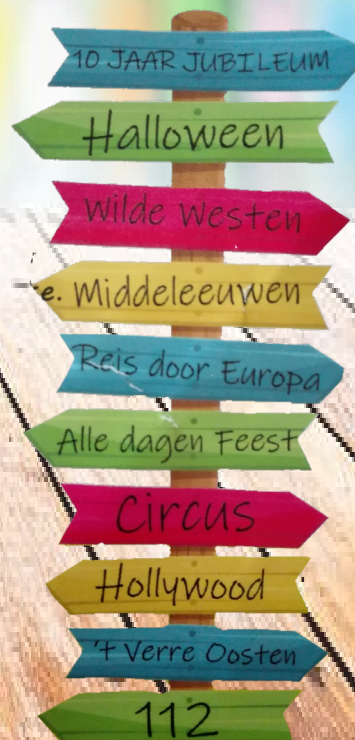 10 JAAR JUBILEUM
Halloween
Wilde Westen
e. Middeleeuwen
Reis door Europa
Alle dagen Feest
Circus
Hollywood
't Verre Oosten
112